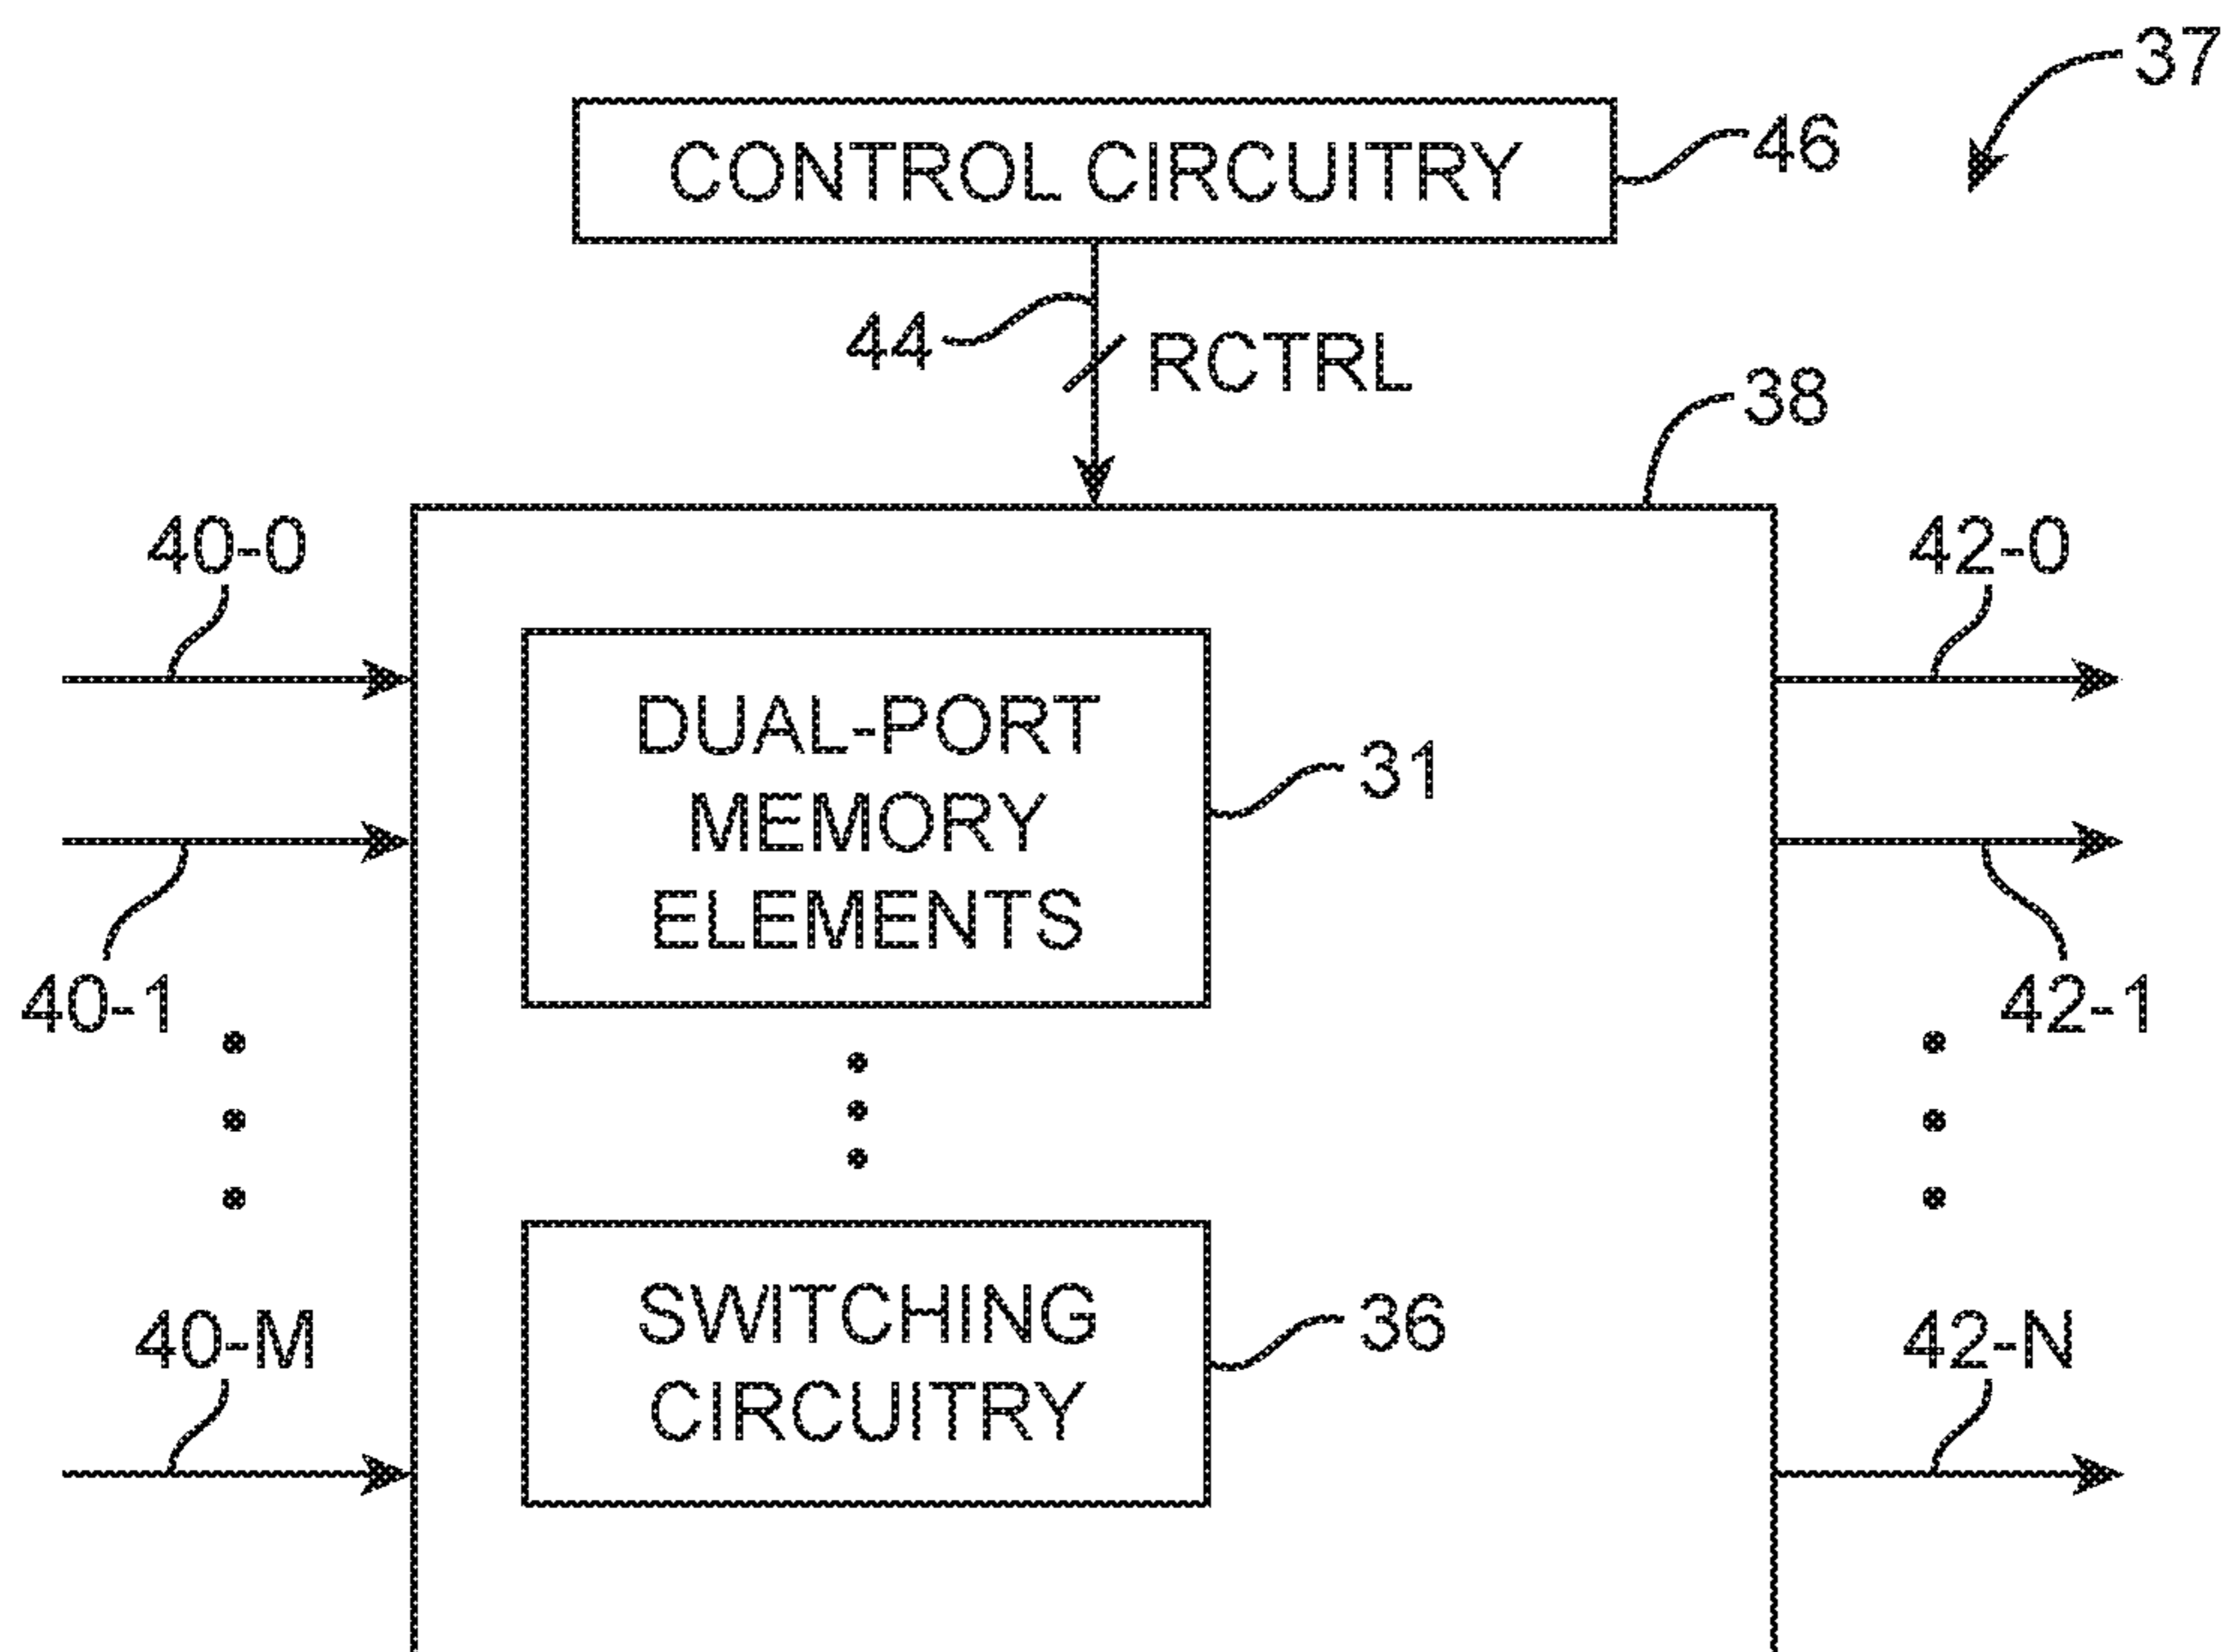 37
CONTROL CIRCUITRY
46
44
RCTRL
38
40-0
42-0
DUAL-PORT
MEMORY
ELEMENTS
31
40-1
42-1
SWITCHING
CIRCUITRY
36
40-M
42-N